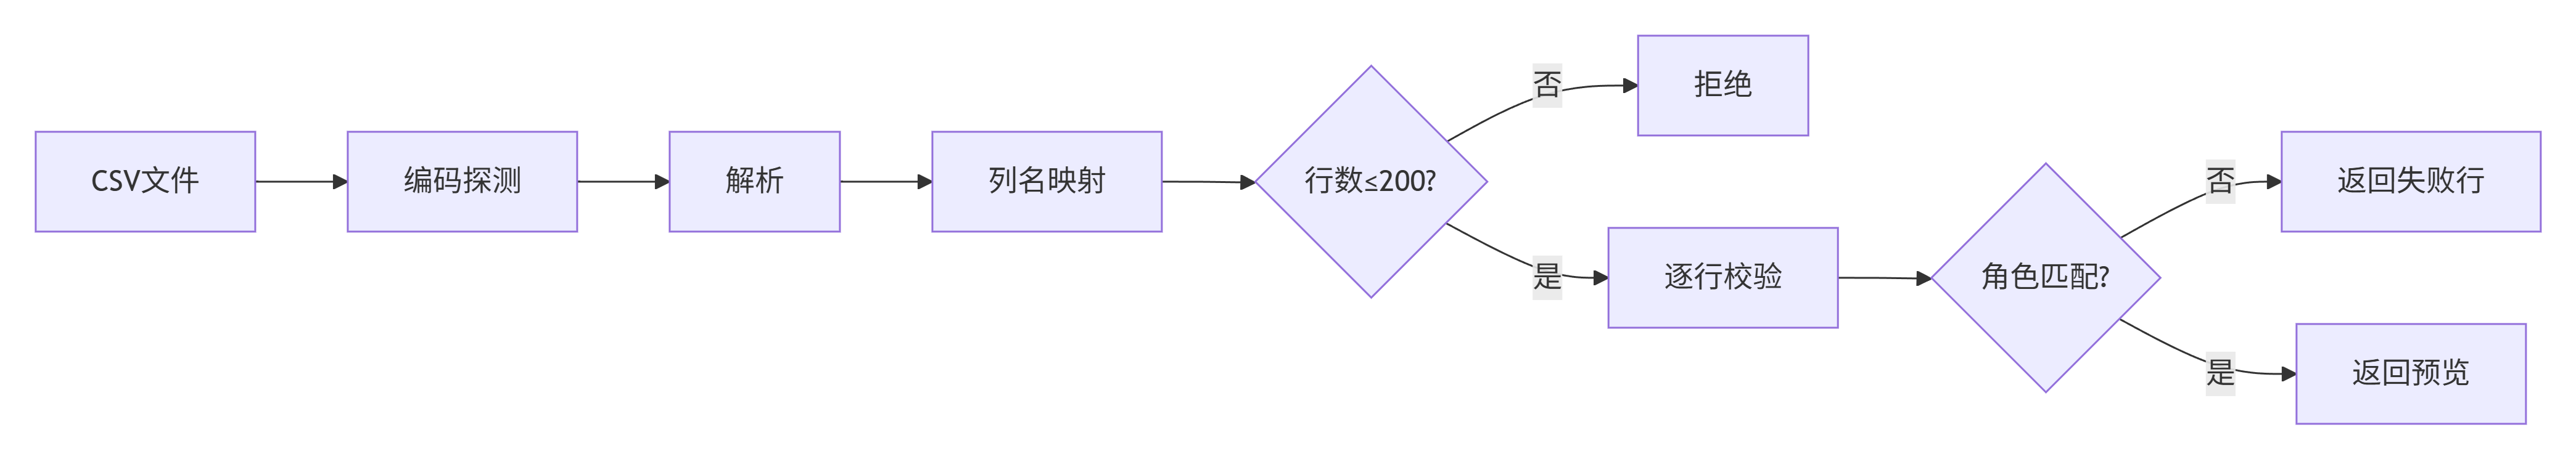 CSV文件
编码探测
解析
列名映射
行数≤200?
否
拒绝
是
逐行校验
角色匹配?
否
返回失败行
是
返回预览